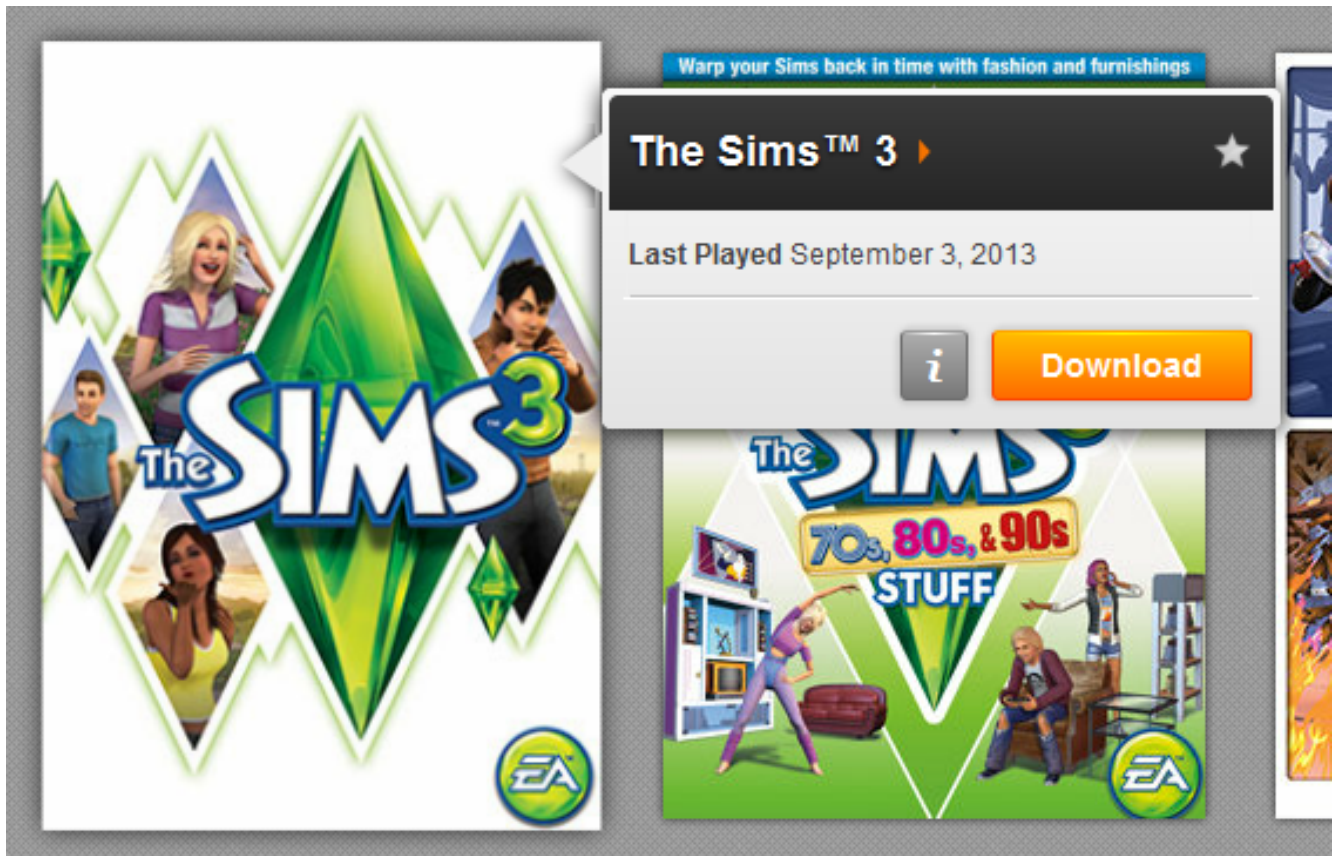 The SIMS™ 3
EA
Warp your Sims back in time with fashion and furnishings
The Sims™ 3
Last Played September 3, 2013
i
Download
The SIMS
70s, 80s, & 90s
STUFF
EA